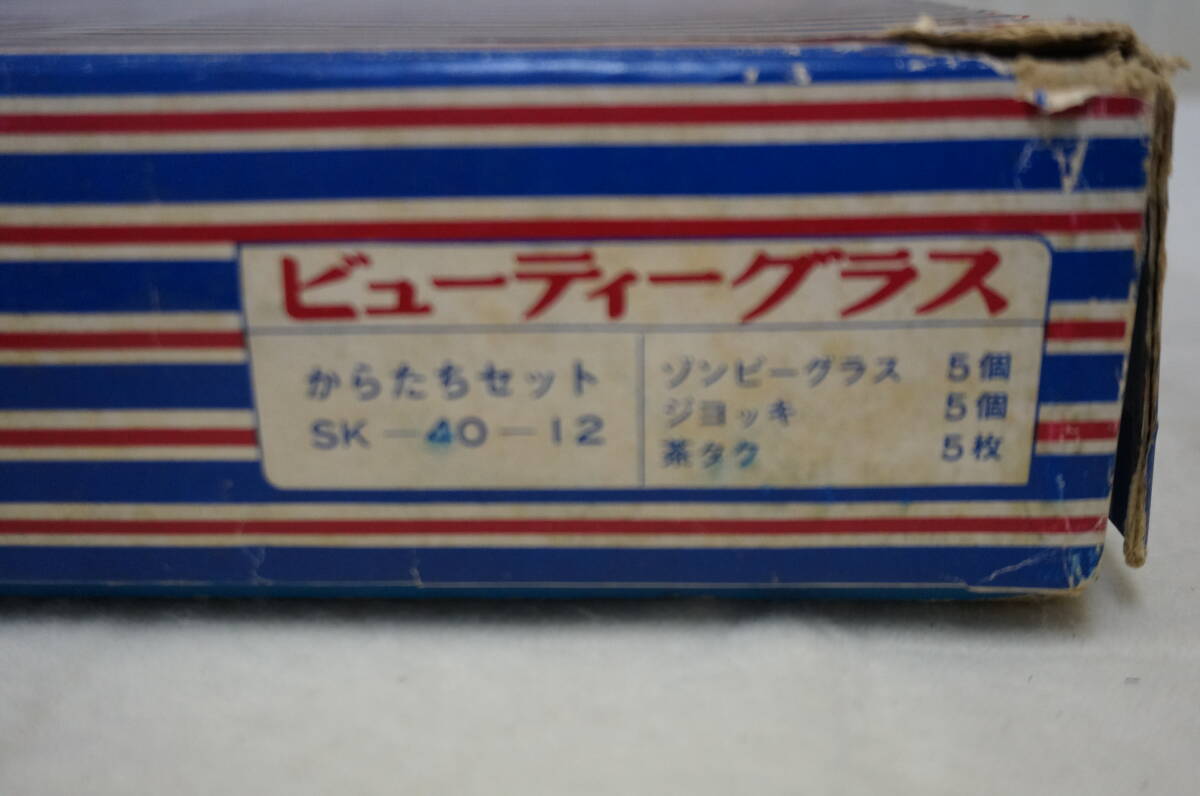 ビューティーグラス
からたちセット
SK-40-12
ゾンビーグラス 5個
ジヨッキ 5個
茶タク 5枚